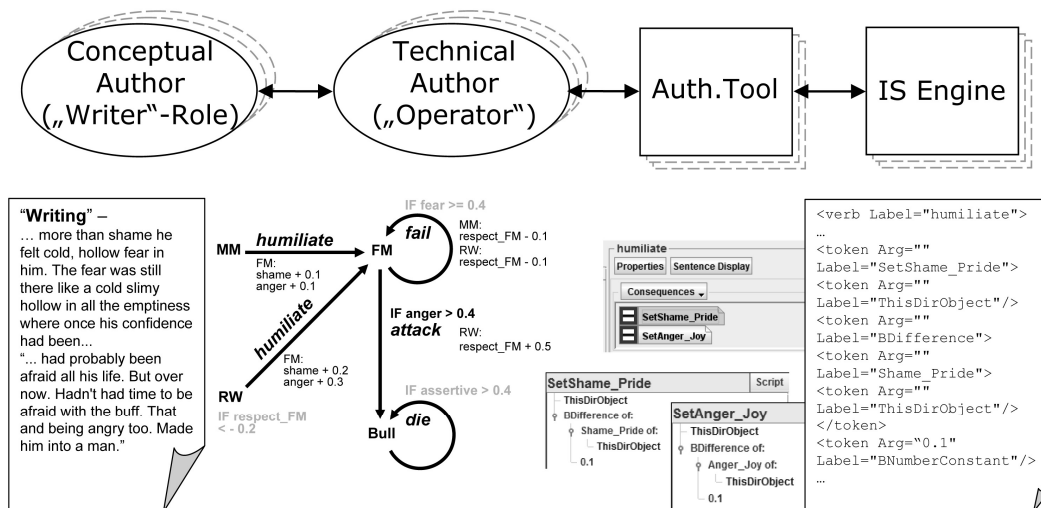 Conceptual
Author
(„Writer“-Role)
Technical
Author
(„Operator“)
Auth.Tool
IS Engine
“Writing” –
… more than shame he
felt cold, hollow fear in
him. The fear was still
there like a cold slimy
hollow in all the emptiness
where once his confidence
had been...
“... had probably been
afraid all his life. But over
now. Hadn't had time to be
afraid with the buff. That
and being angry too. Made
him into a man.”
IF fear >= 0.4
fail
MM:
respect_FM - 0.1
RW:
respect_FM - 0.1
MM
humiliate
FM
FM:
shame + 0.1
anger + 0.1
humiliate
FM:
shame + 0.2
anger + 0.3
RW
IF respect_FM
< - 0.2
IF anger > 0.4
attack
RW:
respect_FM + 0.5
IF assertive > 0.4
die
Bull
humiliate
Properties
Sentence Display
Consequences
SetShame_Pride
SetAnger_Joy
SetShame_Pride
Script
ThisDirObject
BDifference of:
Shame_Pride of:
ThisDirObject
0.1
SetAnger_Joy
ThisDirObject
BDifference of:
Anger_Joy of:
ThisDirObject
0.1
<verb Label="humiliate">
…
<token Arg=""
Label="SetShame_Pride">
<token Arg=""
Label="ThisDirObject"/>
<token Arg=""
Label="BDifference">
<token Arg=""
Label="Shame_Pride">
<token Arg=""
Label="ThisDirObject"/>
</token>
<token Arg=“0.1"
Label="BNumberConstant"/>
…